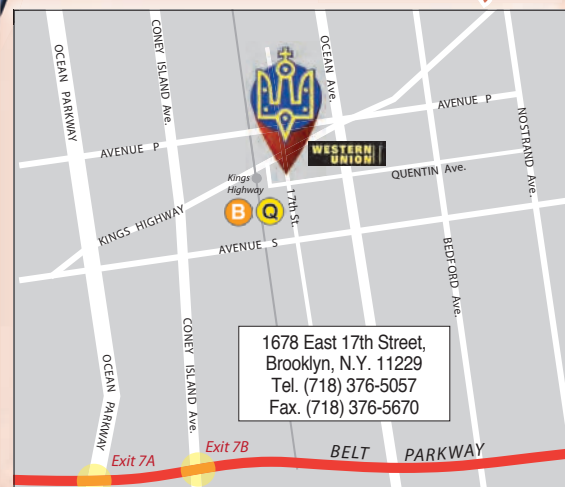 OCEAN PARKWAY
CONEY ISLAND Ave.
OCEAN Ave.
AVENUE P
NOSTRAND Ave.
AVENUE P
WESTERN
UNION
QUENTIN Ave.
Kings
Highway
B Q
17th St.
KINGS HIGHWAY
AVENUE S
BEDFORD Ave.
CONEY ISLAND Ave.
OCEAN PARKWAY
1678 East 17th Street,
Brooklyn, N.Y. 11229
Tel. (718) 376-5057
Fax. (718) 376-5670
Exit 7A
Exit 7B
BELT PARKWAY